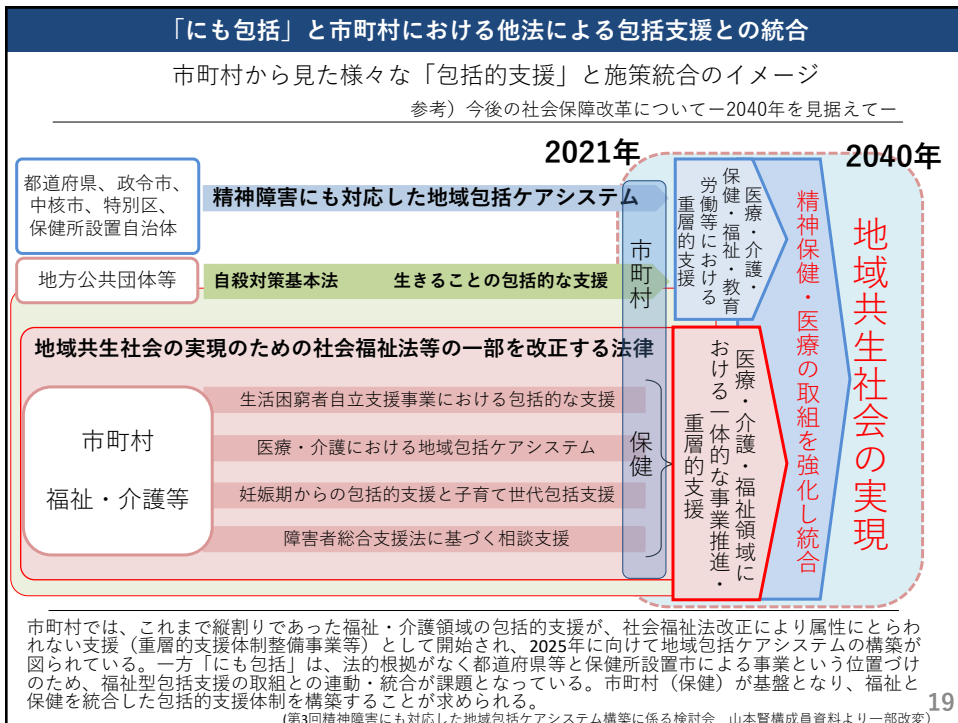 「にも包括」と市町村における他法による包括支援との統合
市町村から見た様々な「包括的支援」と施策統合のイメージ
参考）今後の社会保障改革についてー2040年を見据えてー
2021年
2040年
都道府県、政令市、
中核市、特別区、
保健所設置自治体
精神障害にも対応した地域包括ケアシステム
地方公共団体等
自殺対策基本法　生きることの包括的な支援
地域共生社会の実現のための社会福祉法等の一部を改正する法律
市町村
福祉・介護等
生活困窮者自立支援事業における包括的な支援
医療・介護における地域包括ケアシステム
妊娠期からの包括的支援と子育て世代包括支援
障害者総合支援法に基づく相談支援
市町村
保健
医療・介護・
保健・福祉・教育
労働等における
重層的支援
医療・介護・福祉領域に
おける一体的な事業推進・
重層的支援
精神保健・医療の取組を強化し統合
地域共生社会の実現
市町村では、これまで縦割りであった福祉・介護領域の包括的支援が、社会福祉法改正により属性にとらわ
れない支援（重層的支援体制整備事業等）として開始され、2025年に向けて地域包括ケアシステムの構築が
図られている。一方「にも包括」は、法的根拠がなく都道府県等と保健所設置市による事業という位置づけ
のため、福祉型包括支援の取組との連動・統合が課題となっている。市町村（保健）が基盤となり、福祉と
保健を統合した包括的支援体制を構築することが求められる。
(第3回精神障害にも対応した地域包括ケアシステム構築に係る検討会　山本賢構成員資料より一部改変)
19